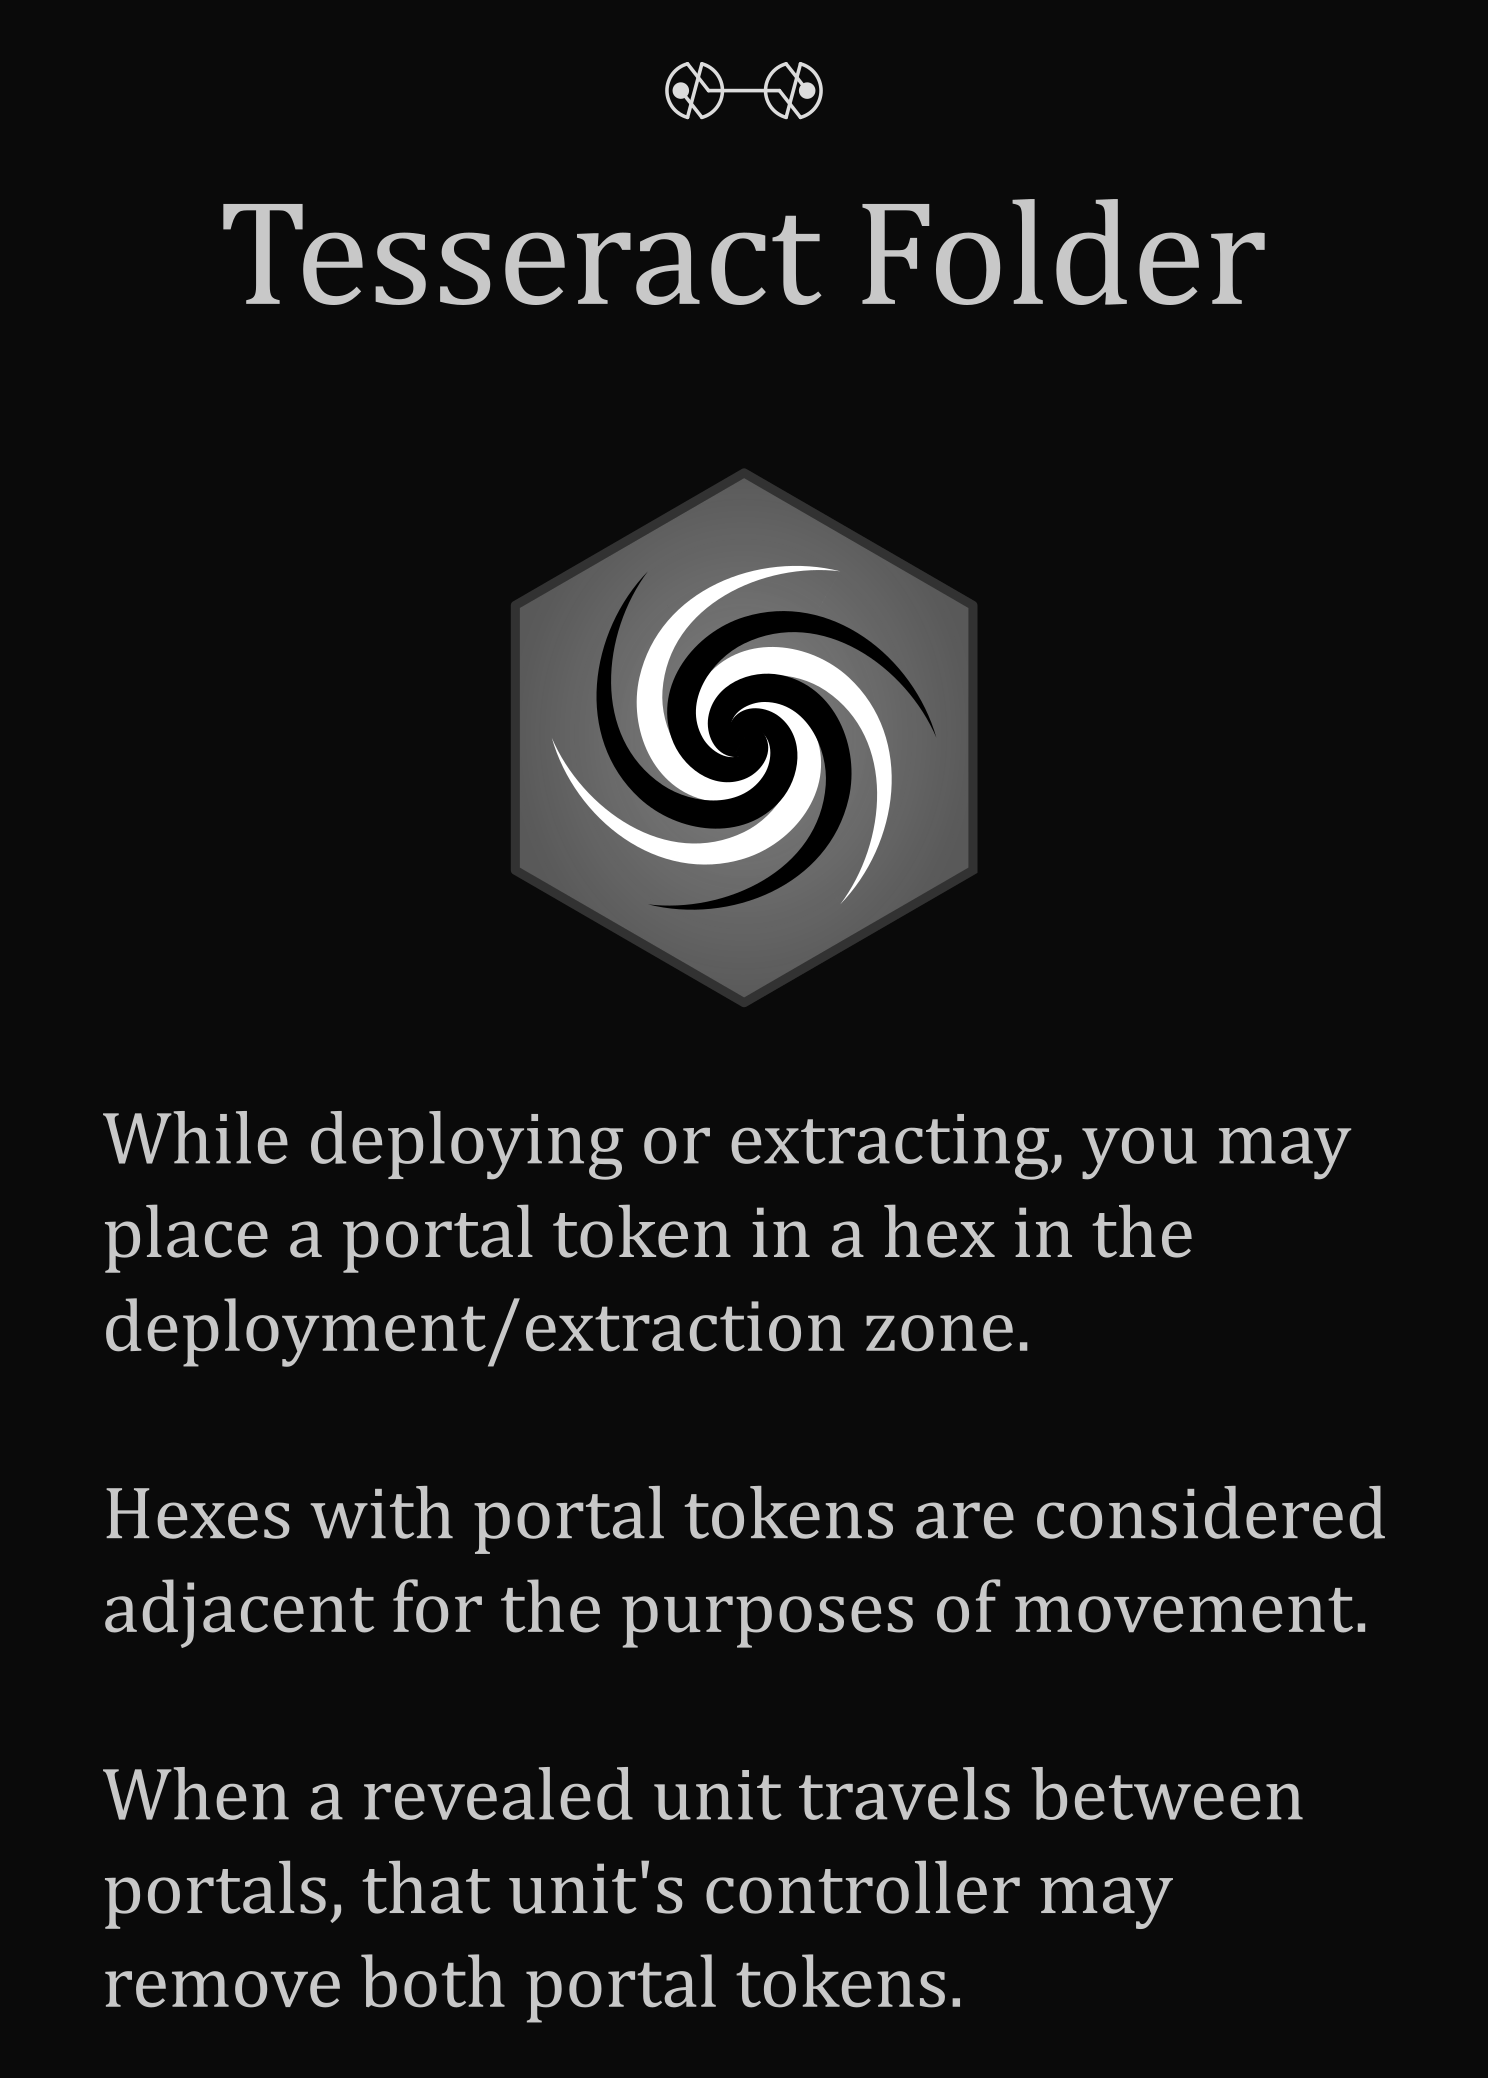 Tesseract Folder
While deploying or extracting, you may
place a portal token in a hex in the
deployment/extraction zone.
Hexes with portal tokens are considered
adjacent for the purposes of movement.
When a revealed unit travels between
portals, that unit's controller may
remove both portal tokens.